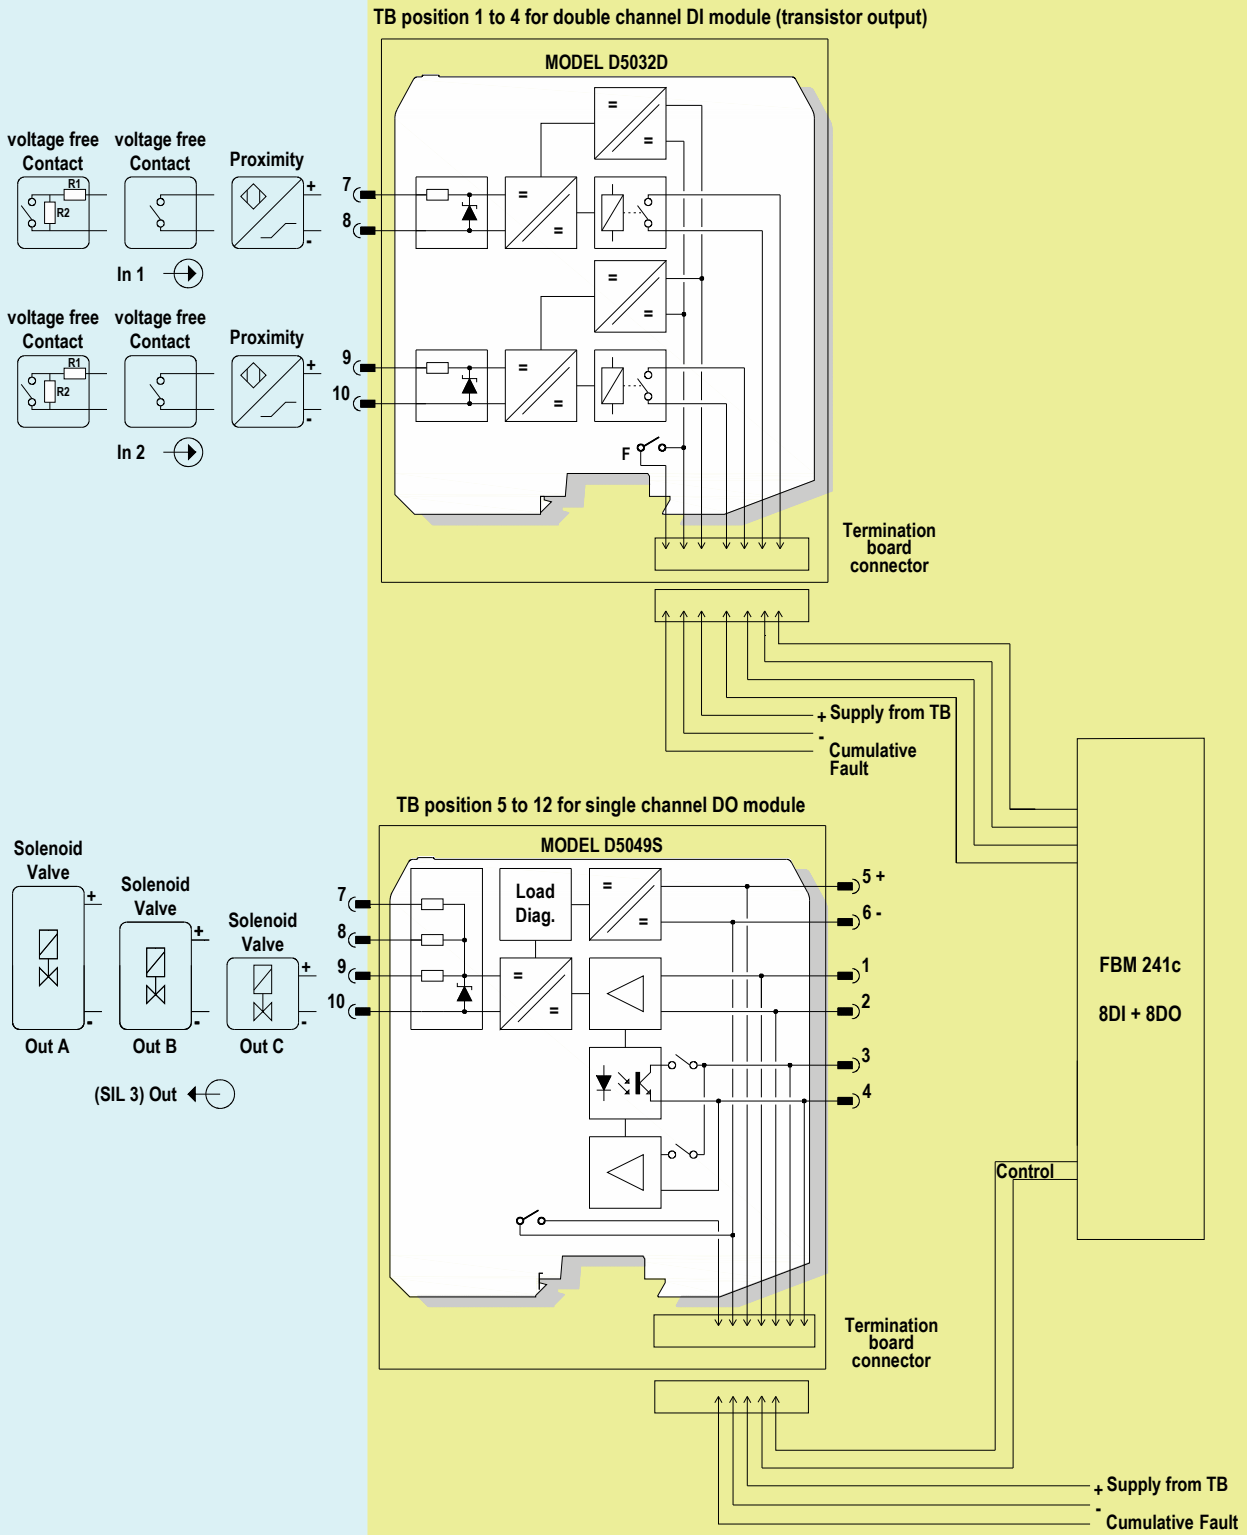 TB position 1 to 4 for double channel DI module (transistor output)
MODEL D5032D
=
=
voltage free
Contact
voltage free
Contact
Proximity
R1
R2
+
-
7
8
=
=
In 1
=
=
voltage free
Contact
voltage free
Contact
Proximity
R1
R2
+
-
9
10
=
=
In 2
F
Termination
board
connector
+ Supply from TB
-
Cumulative
Fault
TB position 5 to 12 for single channel DO module
MODEL D5049S
Solenoid
Valve
+
-
Out A
Solenoid
Valve
+
-
Out B
Solenoid
Valve
+
-
Out C
(SIL 3) Out
7
8
9
10
Load
Diag.
=
=
=
=
5 +
6 -
1
2
3
4
FBM 241c
8DI + 8DO
Control
Termination
board
connector
+ Supply from TB
-
Cumulative Fault